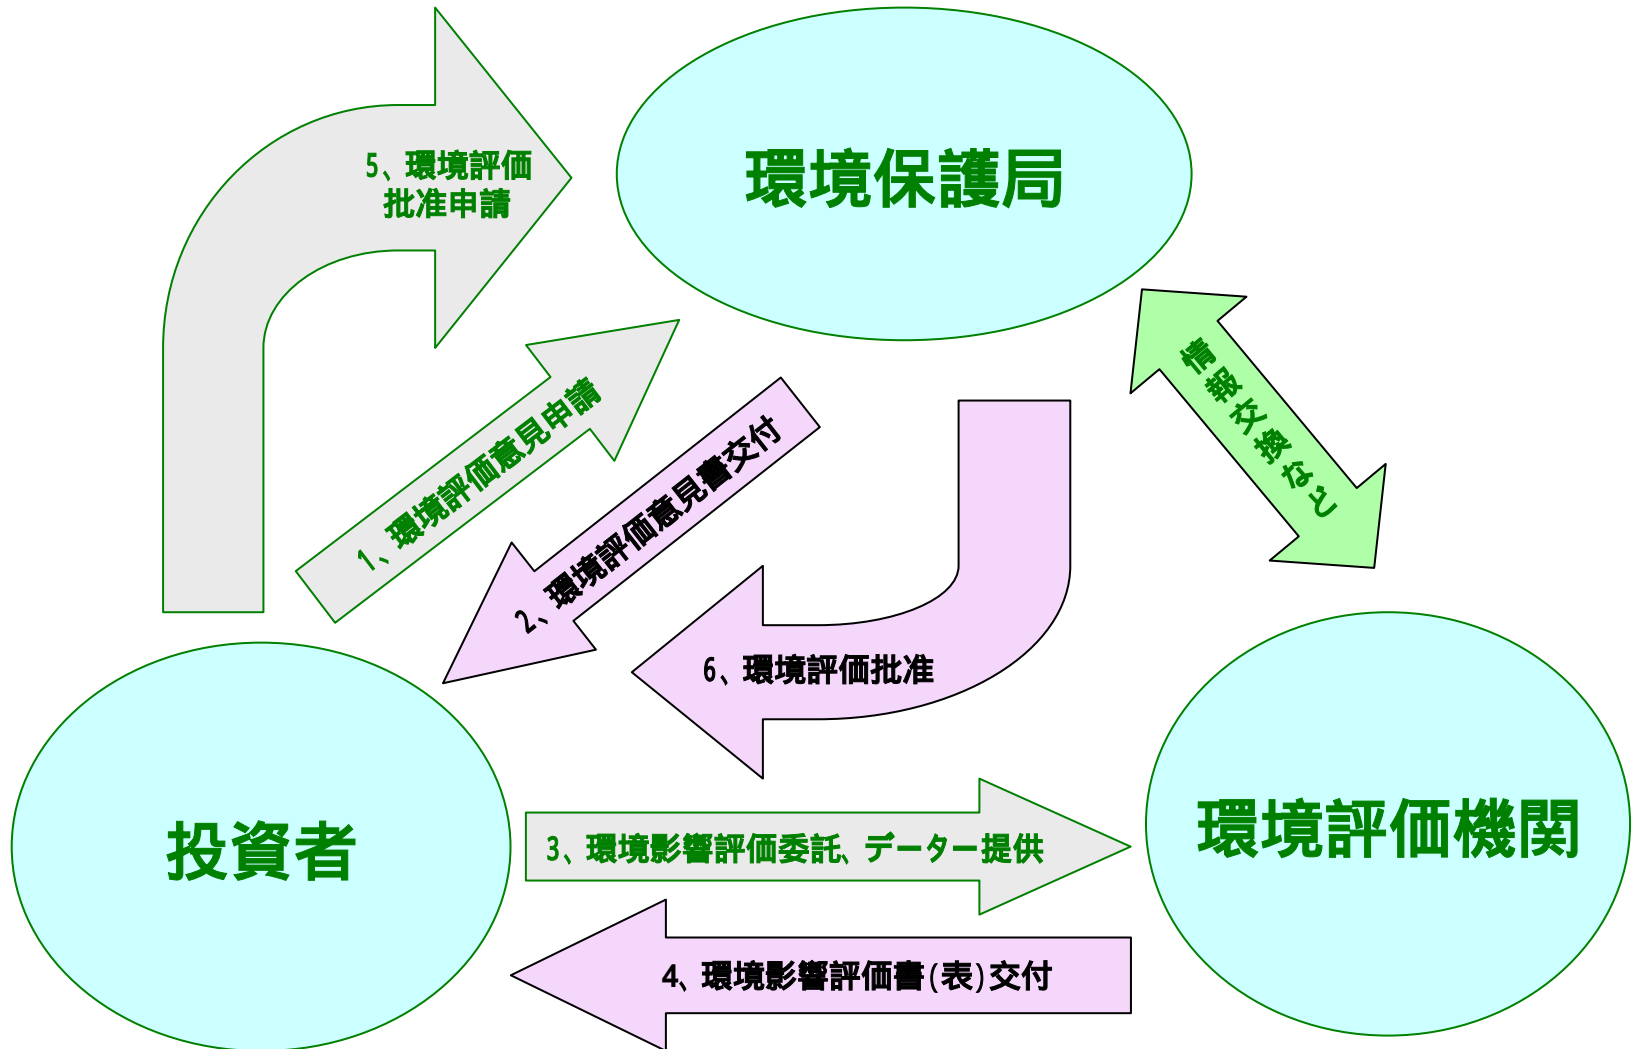 環境保護局
5、環境評価
批准申請
情報交換など
1、環境評価意見申請
2、環境評価意見書交付
6、環境評価批准
投資者
環境評価機関
3、環境影響評価委託、データー提供
4、環境影響評価書(表)交付